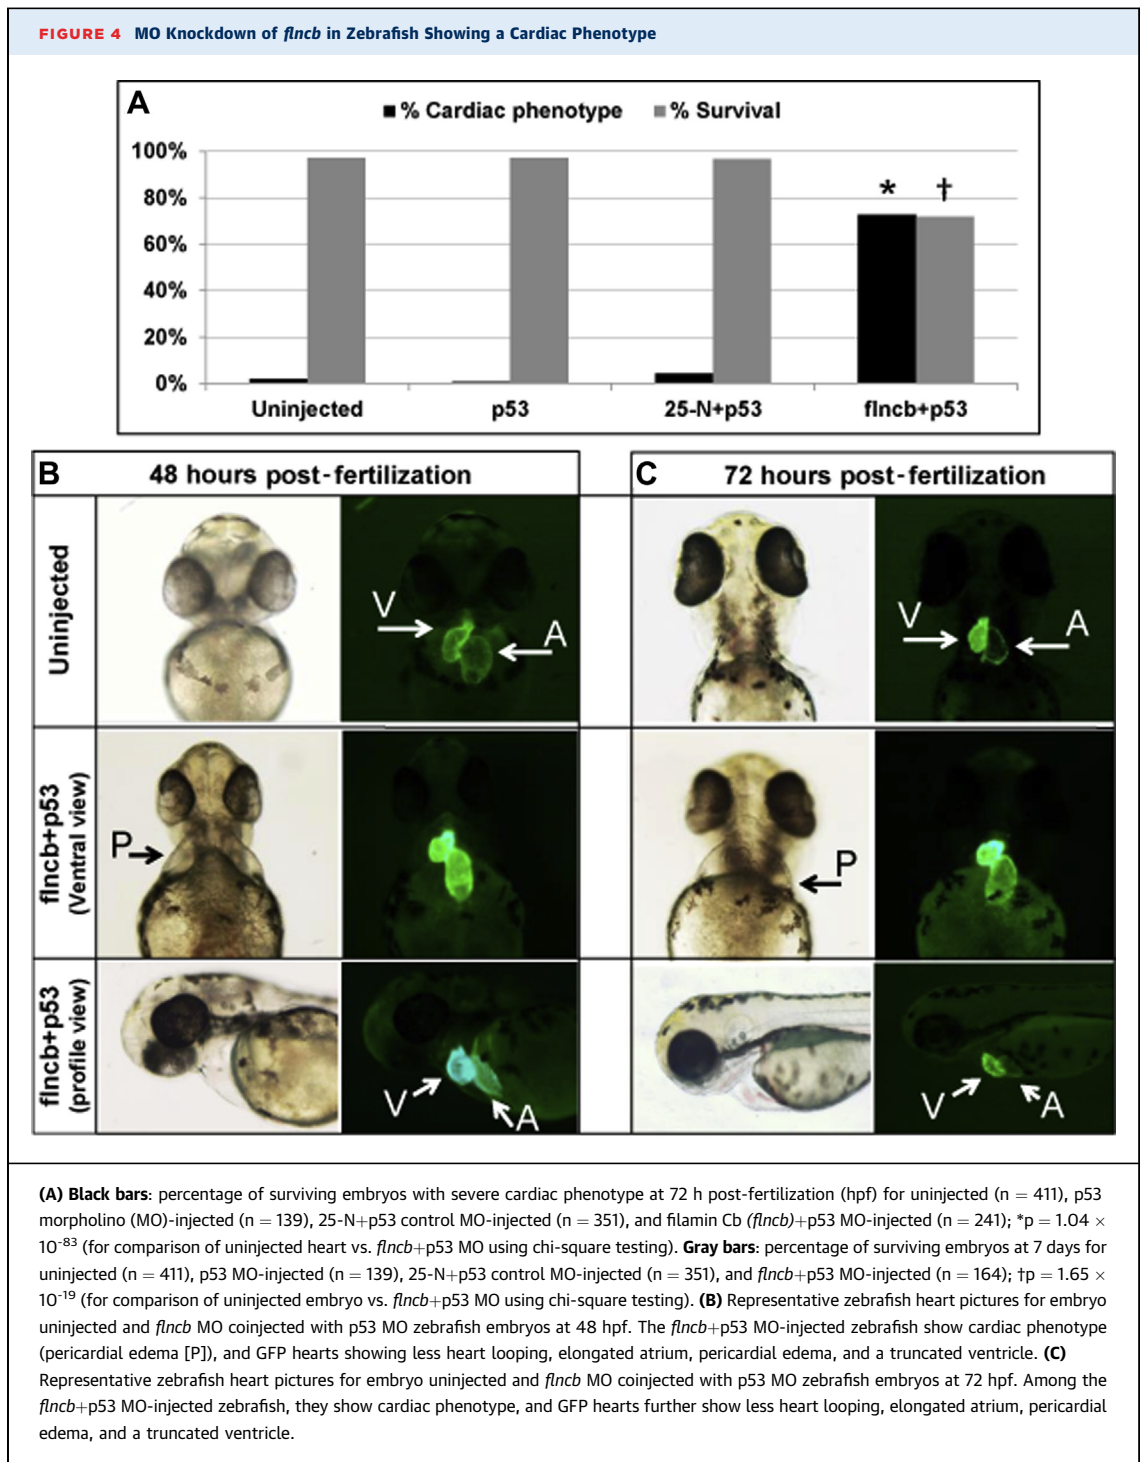 FIGURE 4 MO Knockdown of flncb in Zebrafish Showing a Cardiac Phenotype
A
% Cardiac phenotype % Survival
100%
80%
60%
40%
20%
0%
* †
Uninjected p53 25-N+p53 flncb+p53
B 48 hours post-fertilization
C 72 hours post-fertilization
Uninjected
V
A
V
A
flncb+p53
(Ventral view)
P
P
flncb+p53
(profile view)
V
A
V
A
(A) Black bars: percentage of surviving embryos with severe cardiac phenotype at 72 h post-fertilization (hpf) for uninjected (n = 411), p53
morpholino (MO)-injected (n = 139), 25-N+p53 control MO-injected (n = 351), and filamin Cb (flncb)+p53 MO-injected (n = 241); *p = 1.04 ×
10-83 (for comparison of uninjected heart vs. flncb+p53 MO using chi-square testing). Gray bars: percentage of surviving embryos at 7 days for
uninjected (n = 411), p53 MO-injected (n = 139), 25-N+p53 control MO-injected (n = 351), and flncb+p53 MO-injected (n = 164); †p = 1.65 ×
10-19 (for comparison of uninjected embryo vs. flncb+p53 MO using chi-square testing). (B) Representative zebrafish heart pictures for embryo
uninjected and flncb MO coinjected with p53 MO zebrafish embryos at 48 hpf. The flncb+p53 MO-injected zebrafish show cardiac phenotype
(pericardial edema [P]), and GFP hearts showing less heart looping, elongated atrium, pericardial edema, and a truncated ventricle. (C)
Representative zebrafish heart pictures for embryo uninjected and flncb MO coinjected with p53 MO zebrafish embryos at 72 hpf. Among the
flncb+p53 MO-injected zebrafish, they show cardiac phenotype, and GFP hearts further show less heart looping, elongated atrium, pericardial
edema, and a truncated ventricle.